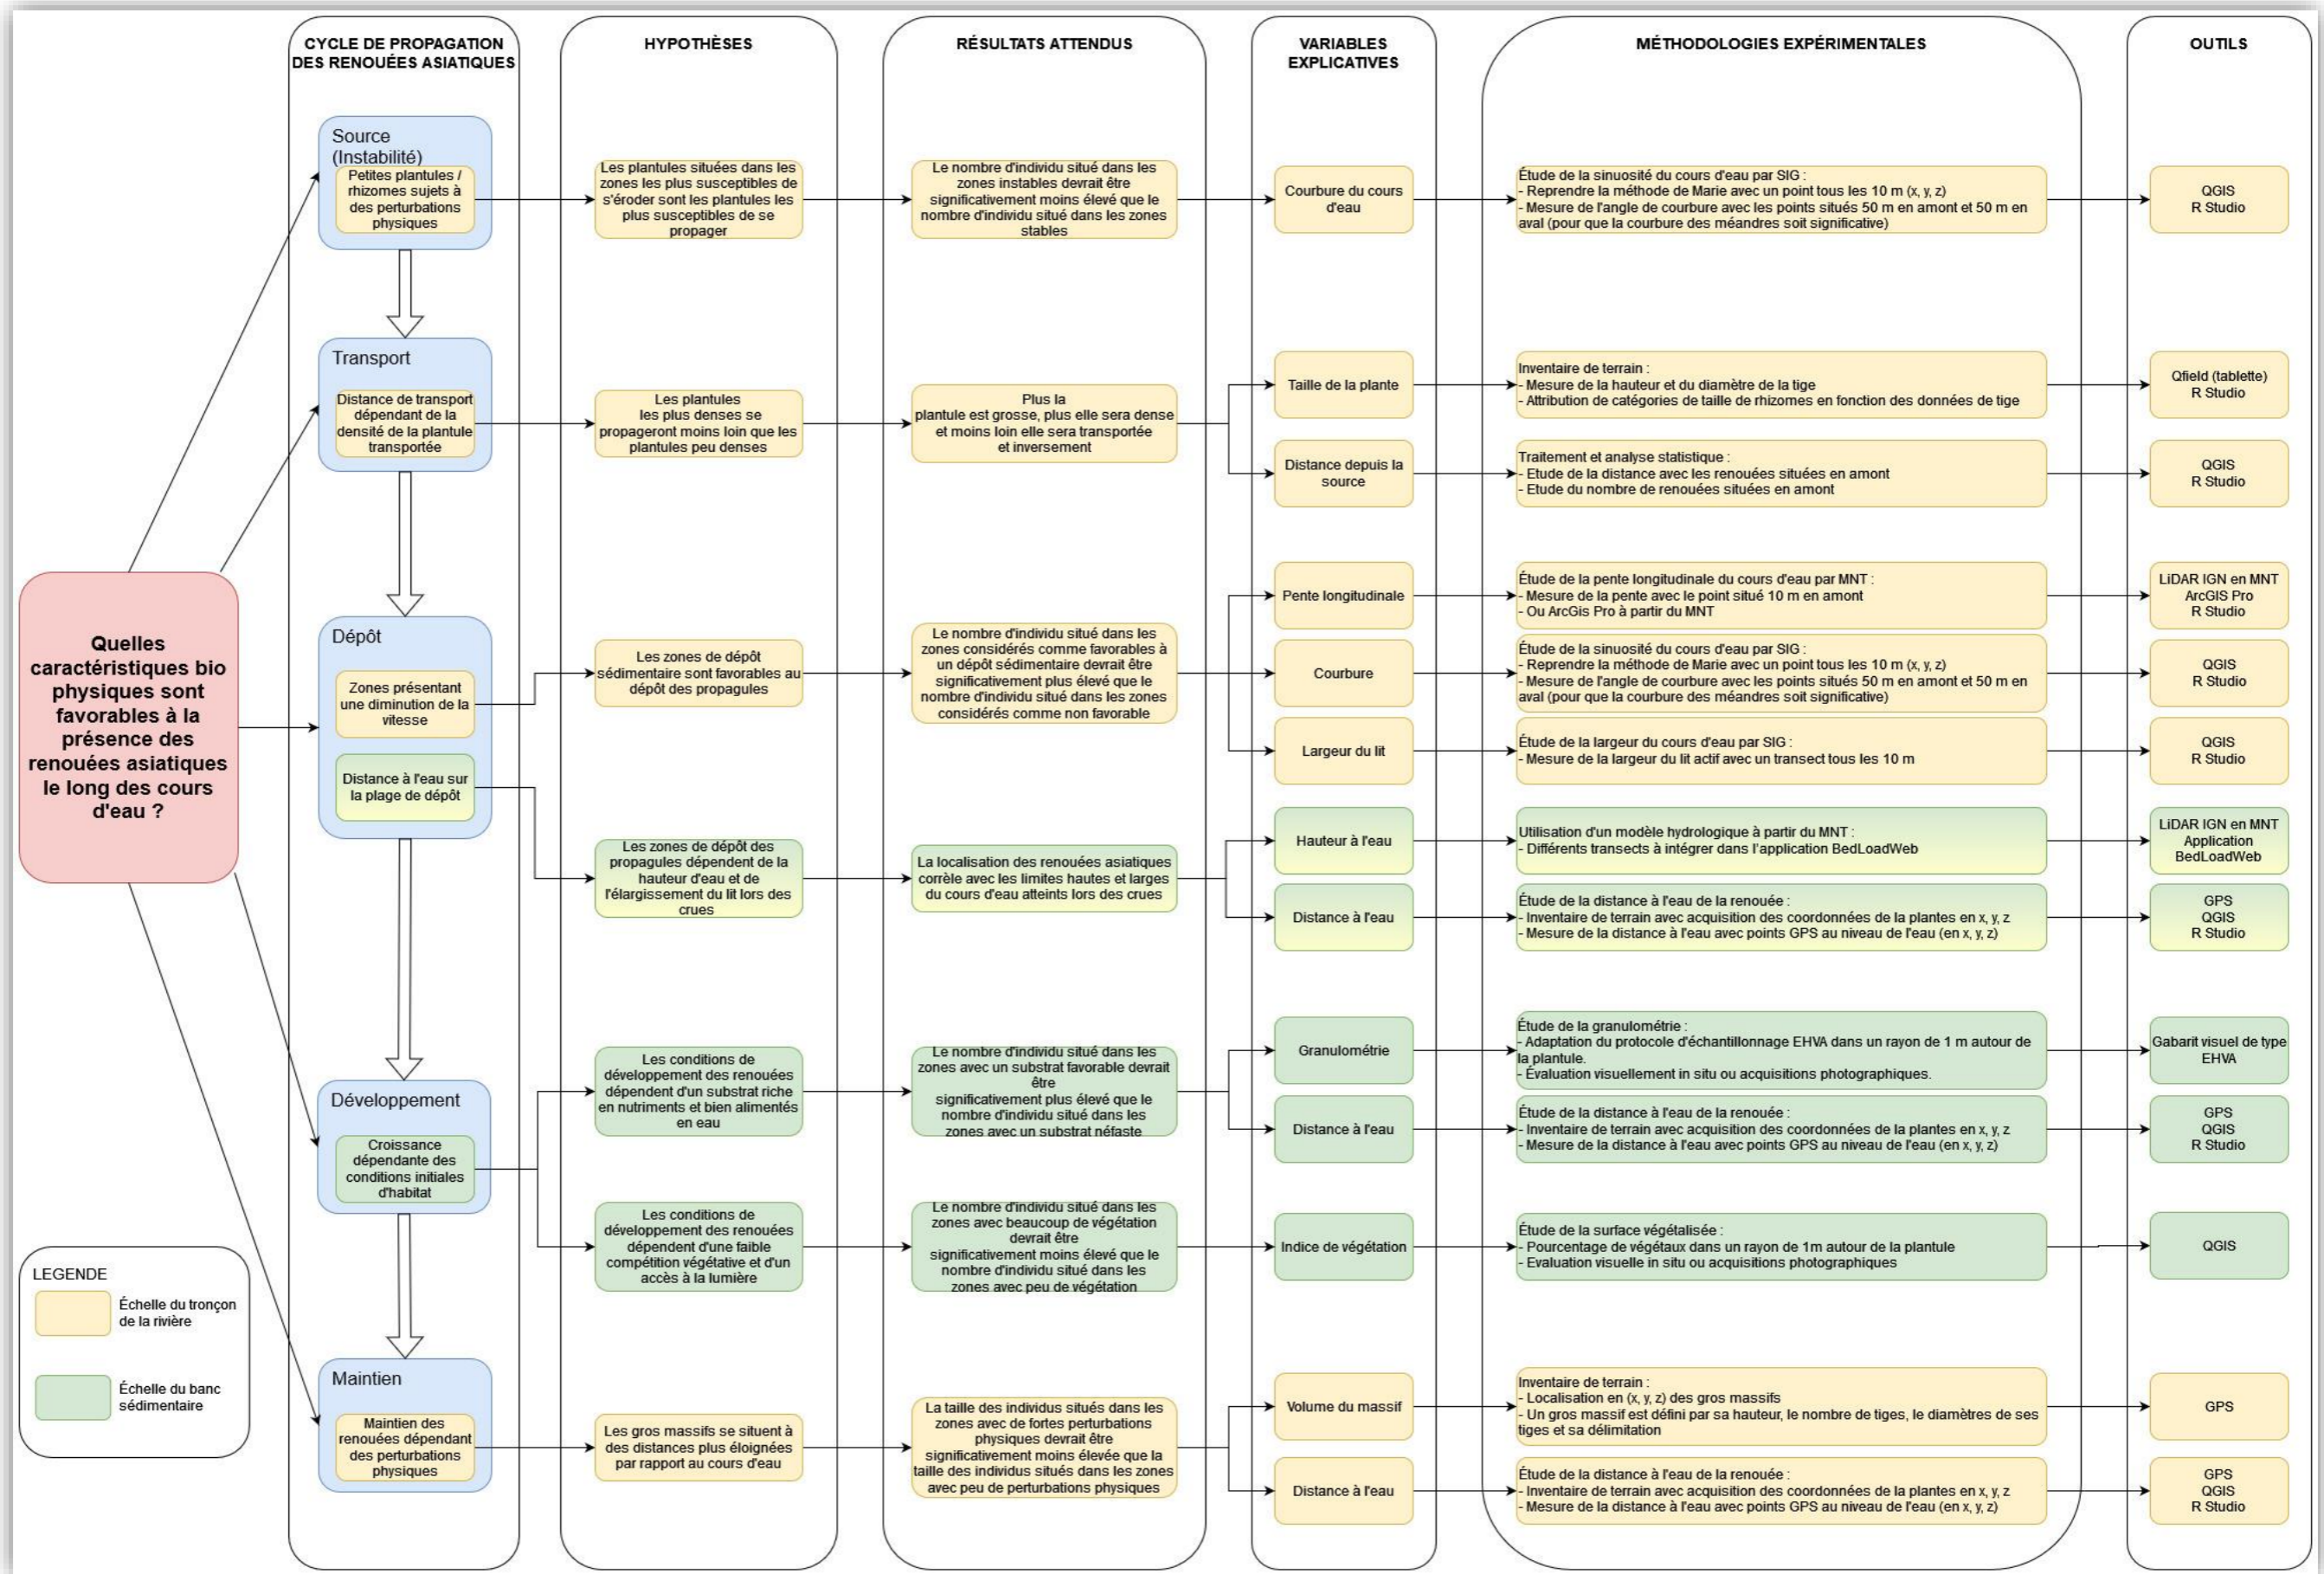 CYCLE DE PROPAGATION
DES RENOUÉES ASIATIQUES
HYPOTHÈSES
RÉSULTATS ATTENDUS
VARIABLES
EXPLICATIVES
MÉTHODOLOGIES EXPÉRIMENTALES
OUTILS
Quelles
caractéristiques bio
physiques sont
favorables à la
présence des
renouées asiatiques
le long des cours
d'eau ?
Source
(Instabilité)
Petites plantules /
rhizomes sujets à
des perturbations
physiques
Les plantules situées dans les
zones les plus susceptibles de
s'éroder sont les plantules les
plus susceptibles de se
propager
Le nombre d'individu situé dans les
zones instables devrait être
significativement moins élevé que le
nombre d'individu situé dans les zones
stables
Courbure du cours
d'eau
Étude de la sinuosité du cours d'eau par SIG :
- Reprendre la méthode de Marie avec un point tous les 10 m (x, y, z)
- Mesure de l'angle de courbure avec les points situés 50 m en amont et 50 m en
aval (pour que la courbure des méandres soit significative)
QGIS
R Studio
Transport
Distance de transport
dépendant de la
densité de la plantule
transportée
Les plantules
les plus denses se
propageront moins loin que les
plantules peu denses
Plus la
plantule est grosse, plus elle sera dense
et moins loin elle sera transportée
et inversement
Taille de la plante
Inventaire de terrain :
- Mesure de la hauteur et du diamètre de la tige
- Attribution de catégories de taille de rhizomes en fonction des données de tige
Qfield (tablette)
R Studio
Distance depuis la
source
Traitement et analyse statistique :
- Etude de la distance avec les renouées situées en amont
- Etude du nombre de renouées situées en amont
QGIS
R Studio
Dépôt
Zones présentant
une diminution de la
vitesse
Les zones de dépôt
sédimentaire sont favorables au
dépôt des propagules
Le nombre d'individu situé dans les
zones considérés comme favorables à
un dépôt sédimentaire devrait être
significativement plus élevé que le
nombre d'individu situé dans les zones
considérés comme non favorable
Pente longitudinale
Étude de la pente longitudinale du cours d'eau par MNT :
- Mesure de la pente avec le point situé 10 m en amont
- Ou ArcGis Pro à partir du MNT
LiDAR IGN en MNT
ArcGIS Pro
R Studio
Courbure
Étude de la sinuosité du cours d'eau par SIG :
- Reprendre la méthode de Marie avec un point tous les 10 m (x, y, z)
- Mesure de l'angle de courbure avec les points situés 50 m en amont et 50 m en
aval (pour que la courbure des méandres soit significative)
QGIS
R Studio
Largeur du lit
Étude de la largeur du cours d'eau par SIG :
- Mesure de la largeur du lit actif avec un transect tous les 10 m
QGIS
R Studio
Distance à l'eau sur
la plage de dépôt
Les zones de dépôt des
propagules dépendent de la
hauteur d'eau et de
l'élargissement du lit lors des
crues
La localisation des renouées asiatiques
corrèle avec les limites hautes et larges
du cours d'eau atteints lors des crues
Hauteur à l'eau
Utilisation d'un modèle hydrologique à partir du MNT :
- Différents transects à intégrer dans l'application BedLoadWeb
LiDAR IGN en MNT
Application
BedLoadWeb
Distance à l'eau
Étude de la distance à l'eau de la renouée :
- Inventaire de terrain avec acquisition des coordonnées de la plantes en x, y, z
- Mesure de la distance à l'eau avec points GPS au niveau de l'eau (en x, y, z)
GPS
QGIS
R Studio
Développement
Croissance
dépendante des
conditions initiales
d'habitat
Les conditions de
développement des renouées
dépendent d'un substrat riche
en nutriments et bien alimentés
en eau
Le nombre d'individu situé dans les
zones avec un substrat favorable devrait
être
significativement plus élevé que le
nombre d'individu situé dans les
zones avec un substrat néfaste
Granulométrie
Étude de la granulométrie :
- Adaptation du protocole d'échantillonnage EHVA dans un rayon de 1 m autour de
la plantule.
- Évaluation visuellement in situ ou acquisitions photographiques.
Gabarit visuel de type
EHVA
Distance à l'eau
Étude de la distance à l'eau de la renouée :
- Inventaire de terrain avec acquisition des coordonnées de la plantes en x, y, z
- Mesure de la distance à l'eau avec points GPS au niveau de l'eau (en x, y, z)
GPS
QGIS
R Studio
Les conditions de
développement des renouées
dépendent d'une faible
compétition végétative et d'un
accès à la lumière
Le nombre d'individu situé dans les
zones avec beaucoup de végétation
devrait être
significativement moins élevé que le
nombre d'individu situé dans les
zones avec peu de végétation
Indice de végétation
Étude de la surface végétalisée :
- Pourcentage de végétaux dans un rayon de 1m autour de la plantule
- Evaluation visuelle in situ ou acquisitions photographiques
QGIS
Maintien
Maintien des
renouées dépendant
des perturbations
physiques
Les gros massifs se situent à
des distances plus éloignées
par rapport au cours d'eau
La taille des individus situés dans les
zones avec de fortes perturbations
physiques devrait être
significativement moins élevée que la
taille des individus situés dans les zones
avec peu de perturbations physiques
Volume du massif
Inventaire de terrain :
- Localisation en (x, y, z) des gros massifs
- Un gros massif est défini par sa hauteur, le nombre de tiges, le diamètres de ses
tiges et sa délimitation
GPS
Distance à l'eau
Étude de la distance à l'eau de la renouée :
- Inventaire de terrain avec acquisition des coordonnées de la plantes en x, y, z
- Mesure de la distance à l'eau avec points GPS au niveau de l'eau (en x, y, z)
GPS
QGIS
R Studio
LEGENDE
Échelle du tronçon
de la rivière
Échelle du banc
sédimentaire